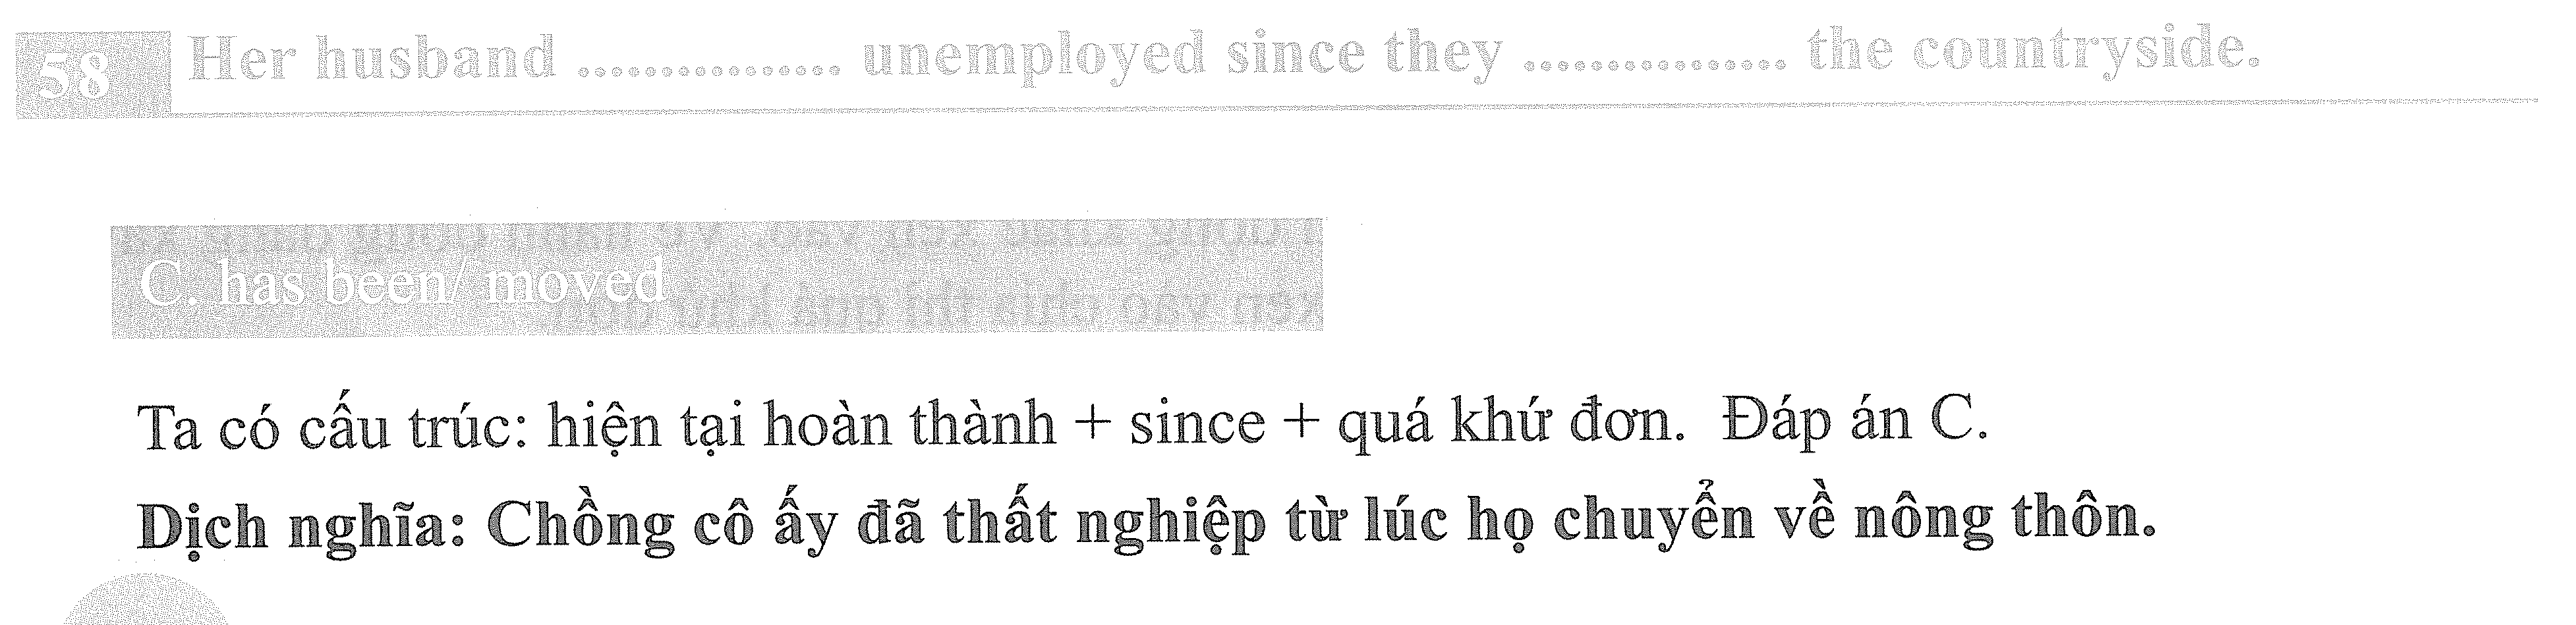 58 Her husband ................ unemployed since they ................ the countryside.
C. has been/ moved
Ta có cấu trúc: hiện tại hoàn thành + since + quá khứ đơn. Đáp án C.
Dịch nghĩa: Chồng cô ấy đã thất nghiệp từ lúc họ chuyển về nông thôn.